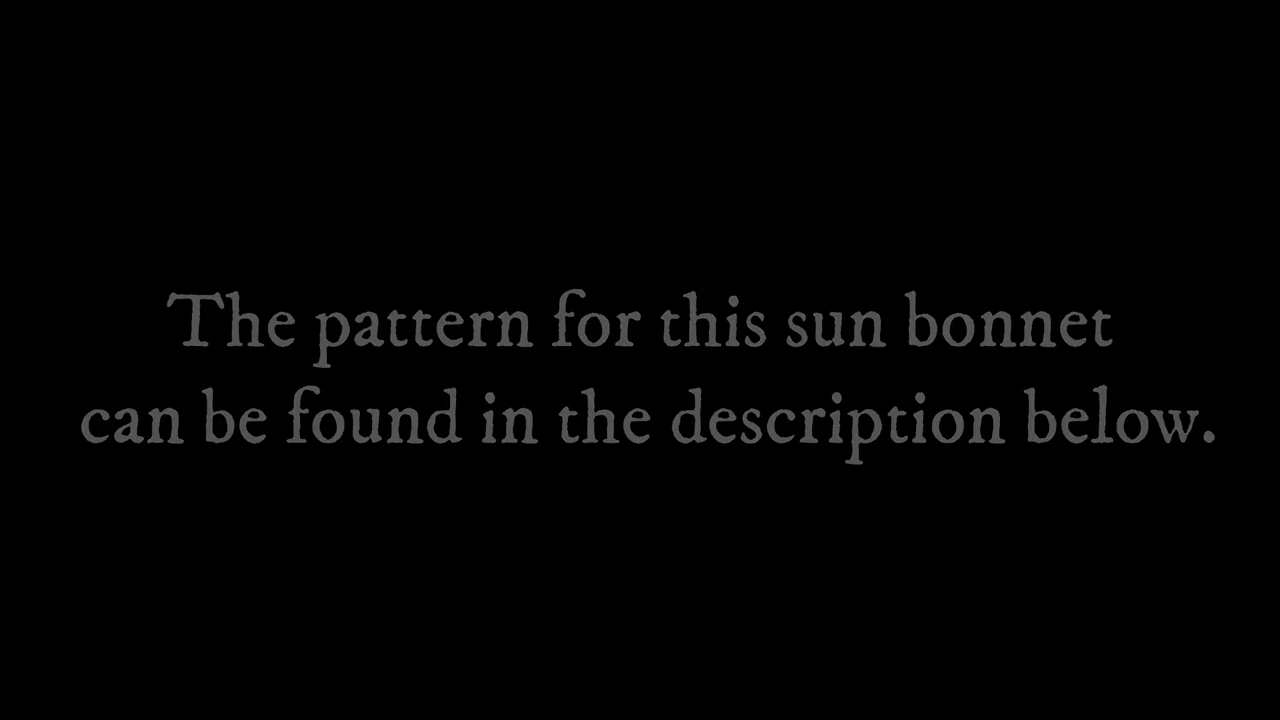 The pattern for this sun bonnet
can be found in the description below.